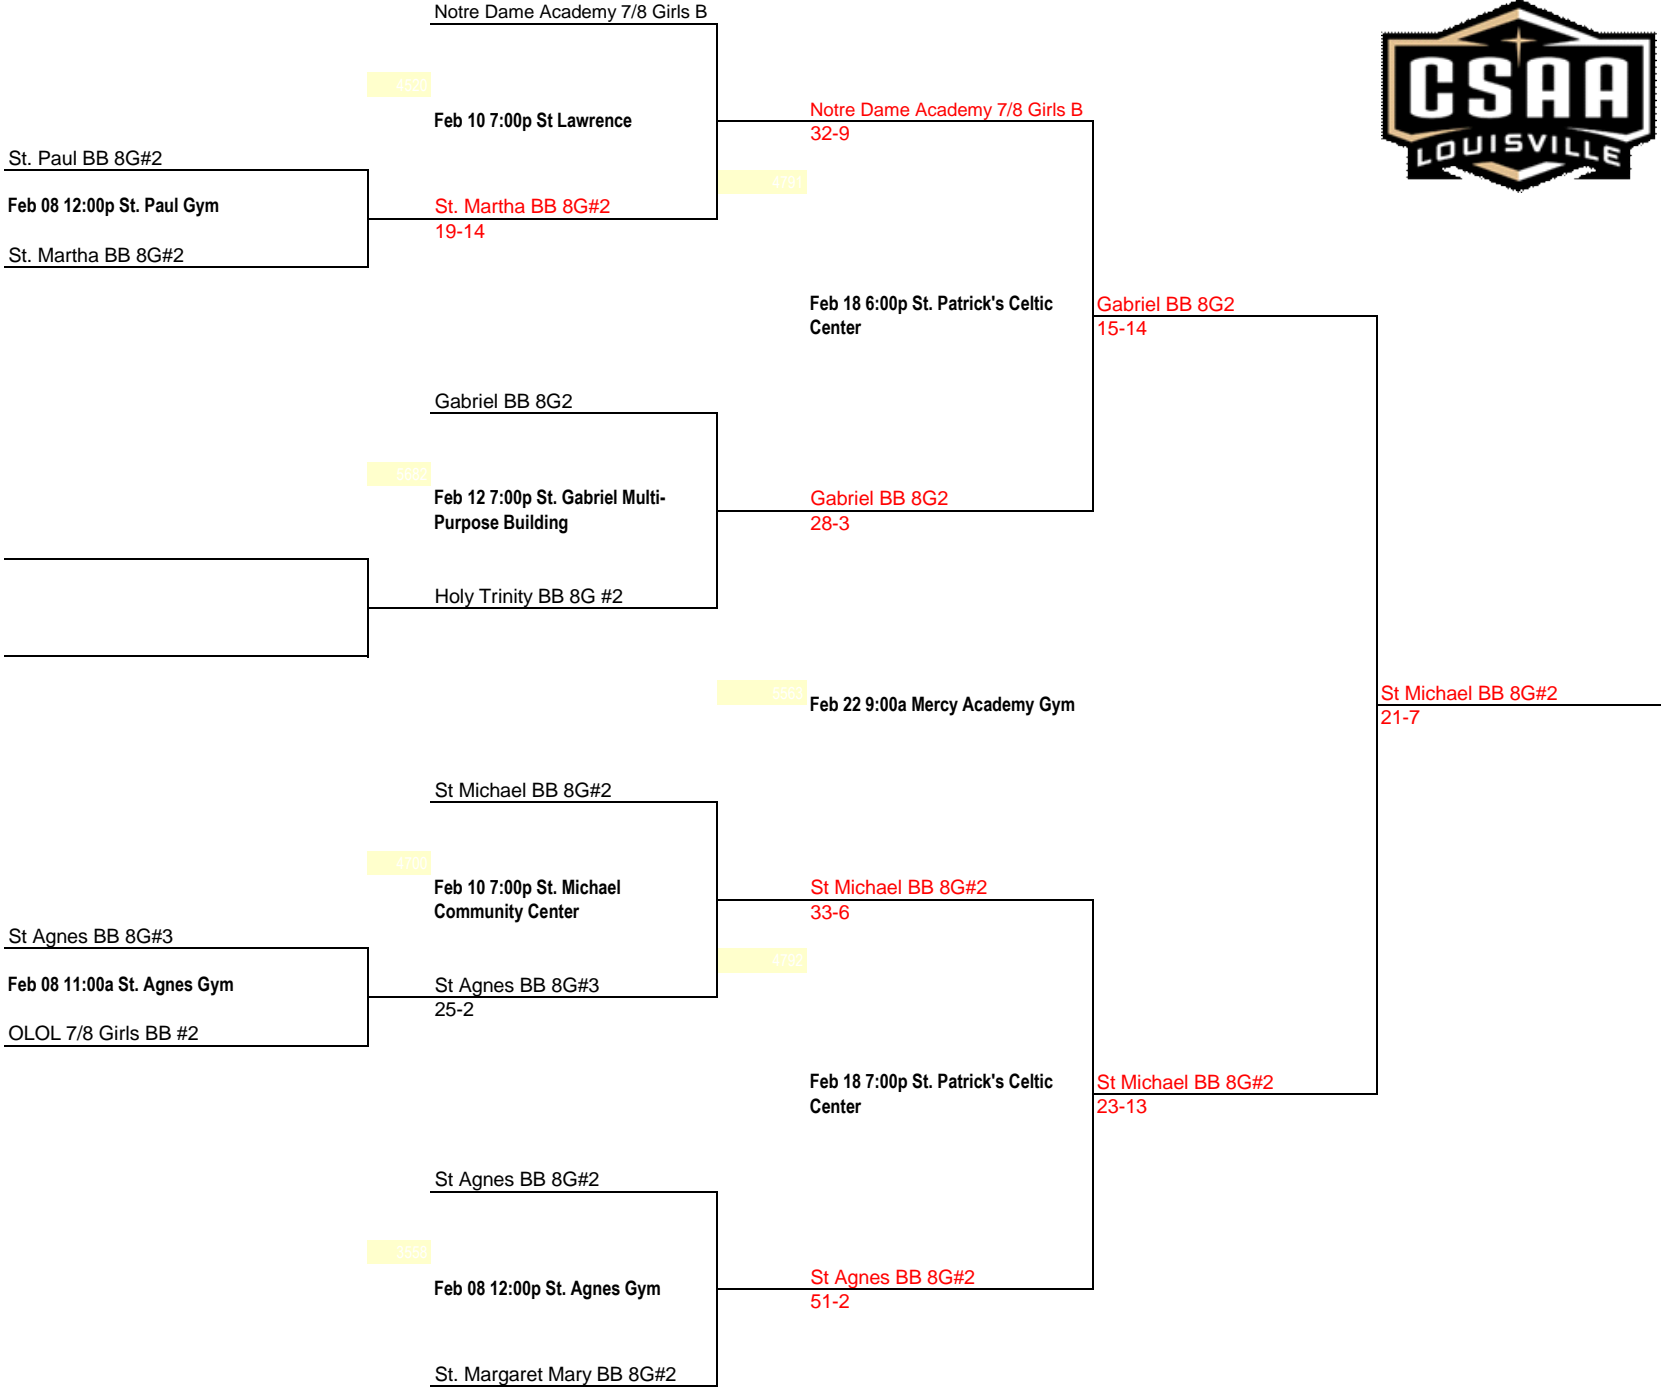 Notre Dame Academy 7/8 Girls B
CSAA
LOUISVILLE
Feb 10 7:00p St Lawrence
Notre Dame Academy 7/8 Girls B
32-9
St. Paul BB 8G#2
Feb 08 12:00p St. Paul Gym
St. Martha BB 8G#2
19-14
4791
St. Martha BB 8G#2
Feb 18 6:00p St. Patrick's Celtic
Center
Gabriel BB 8G2
15-14
Gabriel BB 8G2
Feb 12 7:00p St. Gabriel Multi-
Purpose Building
Gabriel BB 8G2
28-3
Holy Trinity BB 8G #2
Feb 22 9:00a Mercy Academy Gym
St Michael BB 8G#2
21-7
St Michael BB 8G#2
Feb 10 7:00p St. Michael
Community Center
St Michael BB 8G#2
33-6
St Agnes BB 8G#3
Feb 08 11:00a St. Agnes Gym
OLOL 7/8 Girls BB #2
St Agnes BB 8G#3
25-2
4792
Feb 18 7:00p St. Patrick's Celtic
Center
St Michael BB 8G#2
23-13
St Agnes BB 8G#2
Feb 08 12:00p St. Agnes Gym
St Agnes BB 8G#2
51-2
St. Margaret Mary BB 8G#2